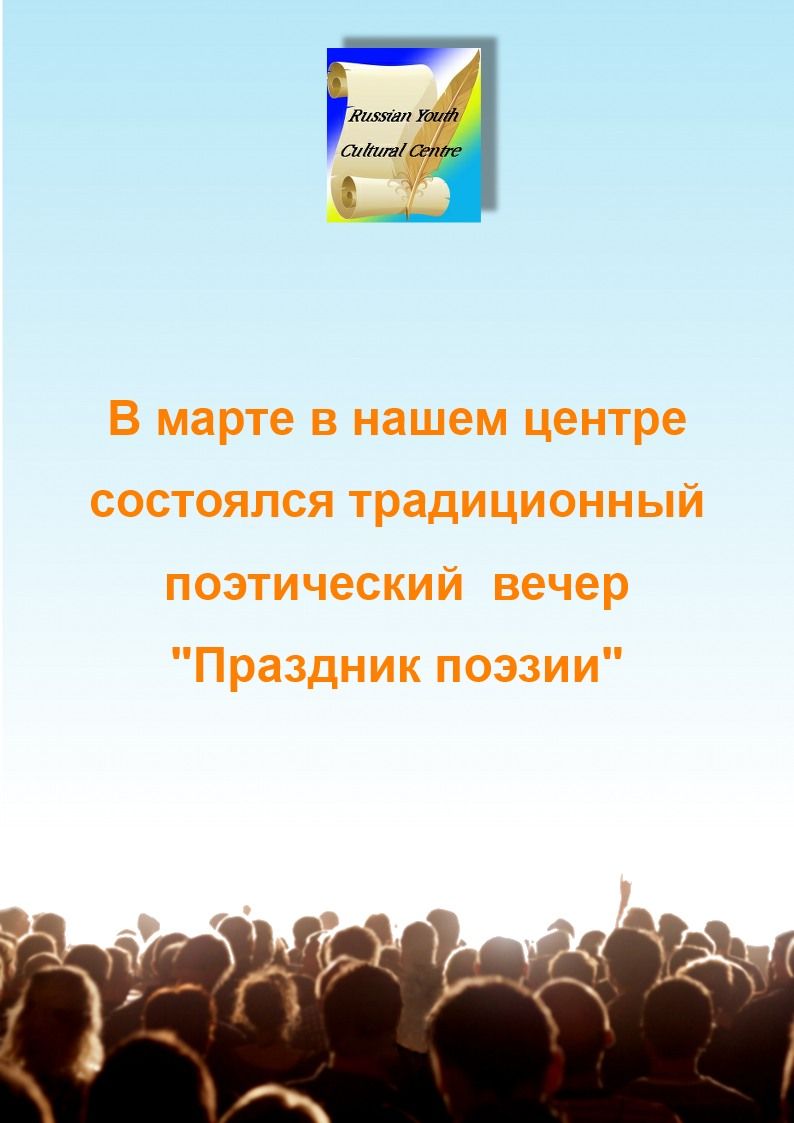 Russian Youth
Cultural Centre
В марте в нашем центре
состоялся традиционный
поэтический вечер
"Праздник поэзии"